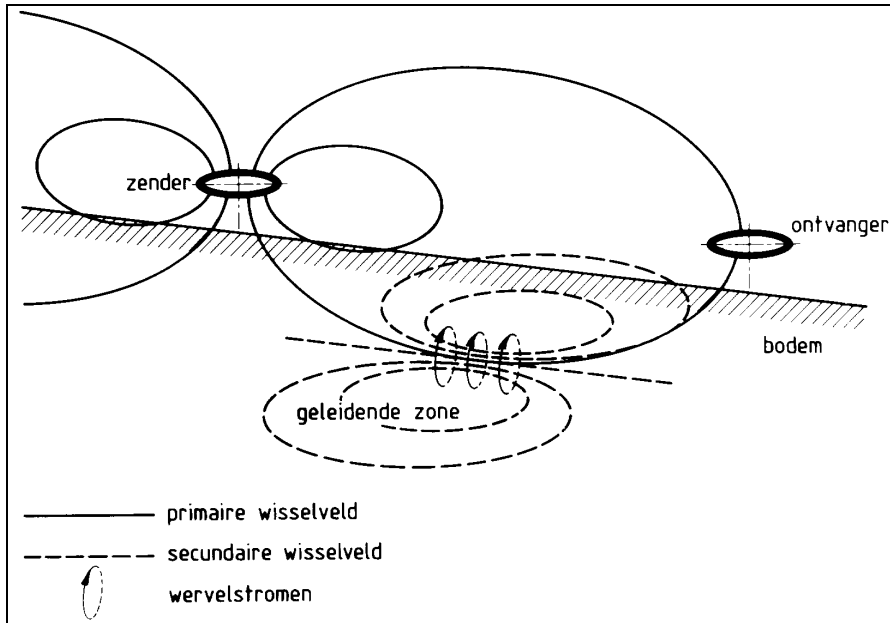 zender
ontvanger
bodem
geleidende zone
primaire wisselveld
secundaire wisselveld
wervelstromen